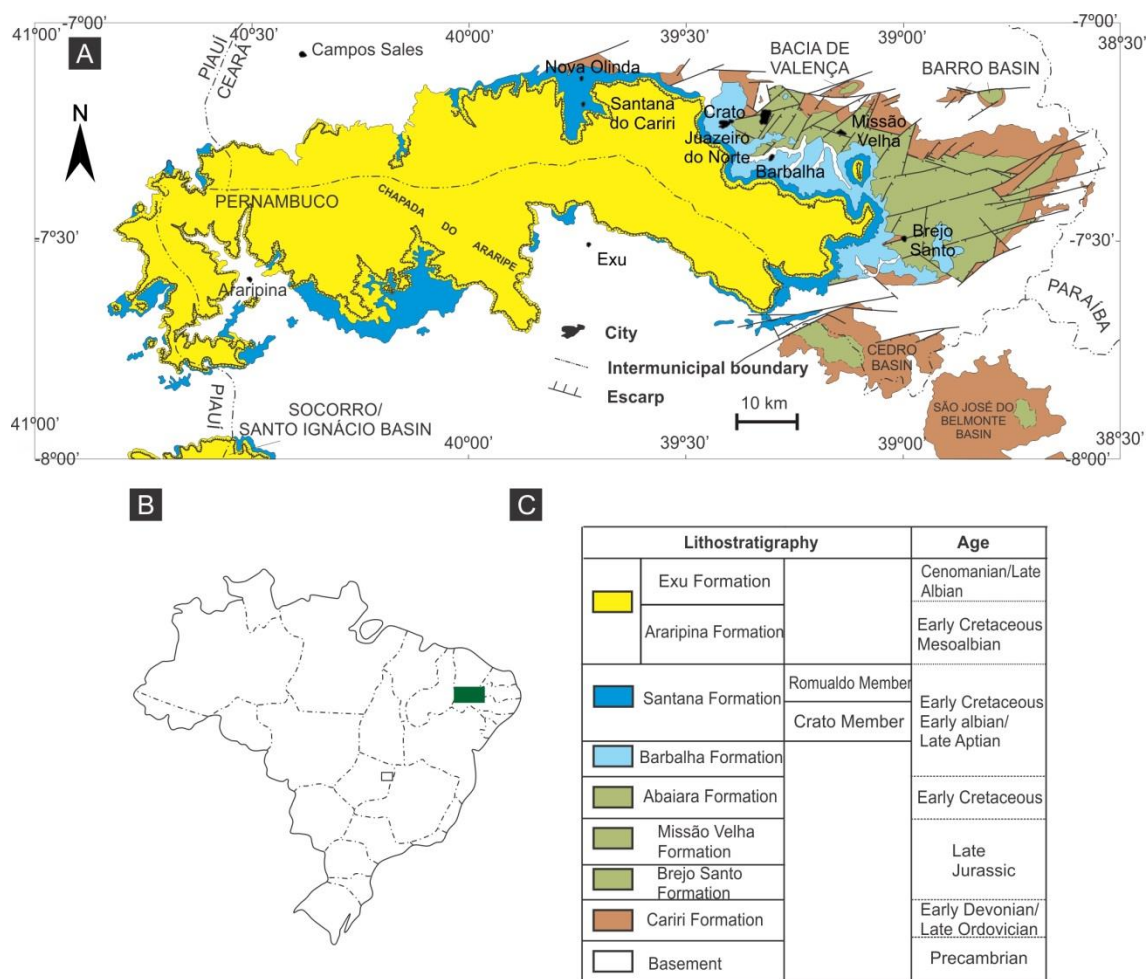 41°00'
-7°00'
40°30'
40°00'
39°30'
39°00'
-7°00'
38°30'
A
PIAUÍ
CEARÁ
Campos Sales
Nova Olinda
BACIA DE
VALENÇA
BARRO BASIN
N
Santana
do Cariri
Crato
Juazeiro
do Norte
Missão
Velha
Barbalha
PERNAMBUCO
CHAPADA DO ARARIPE
-7°30'
-7°30'
Brejo
Santo
Exu
Araripina
PARAÍBA
City
Intermunicipal boundary
Escarp
CEDRO
BASIN
PIAUÍ
10 km
SOCORRO/
SANTO IGNÁCIO BASIN
SÃO JOSÉ DO
BELMONTE
BASIN
41°00'
-8°00'
40°00'
39°30'
39°00'
38°30'
-8°00'
B
C
Lithostratigraphy
Age
Exu Formation
Cenomanian/Late
Albian
Araripina Formation
Early Cretaceous
Mesoalbian
Santana Formation
Romualdo Member
Crato Member
Early Cretaceous
Early albian/
Late Aptian
Barbalha Formation
Abaiara Formation
Early Cretaceous
Missão Velha
Formation
Late
Jurassic
Brejo Santo
Formation
Cariri Formation
Early Devonian/
Late Ordovician
Basement
Precambrian